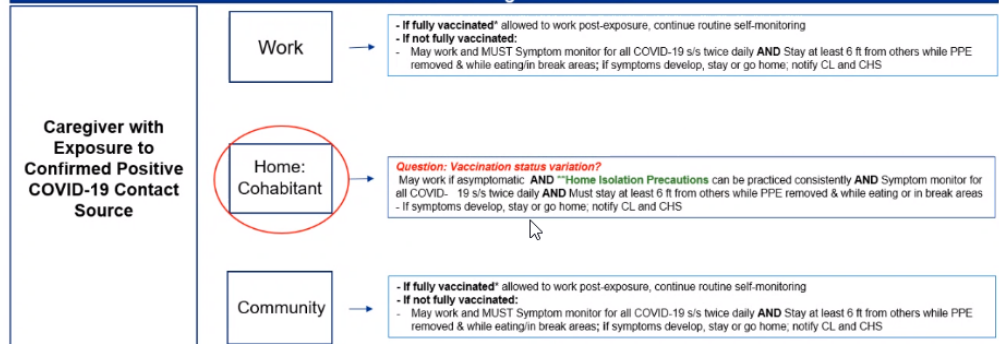 Caregiver with
Exposure to
Confirmed Positive
COVID-19 Contact
Source
Work
- If fully vaccinated* allowed to work post-exposure, continue routine self-monitoring
- If not fully vaccinated:
- May work and MUST Symptom monitor for all COVID-19 s/s twice daily AND Stay at least 6 ft from others while PPE
removed & while eating/in break areas; if symptoms develop, stay or go home; notify CL and CHS
Home:
Cohabitant
Question: Vaccination status variation?
May work if asymptomatic AND **Home Isolation Precautions can be practiced consistently AND Symptom monitor for
all COVID- 19 s/s twice daily AND Must stay at least 6 ft from others while PPE removed & while eating or in break areas
- If symptoms develop, stay or go home; notify CL and CHS
Community
- If fully vaccinated* allowed to work post-exposure, continue routine self-monitoring
- If not fully vaccinated:
- May work and MUST Symptom monitor for all COVID-19 s/s twice daily AND Stay at least 6 ft from others while PPE
removed & while eating/in break areas; if symptoms develop, stay or go home; notify CL and CHS